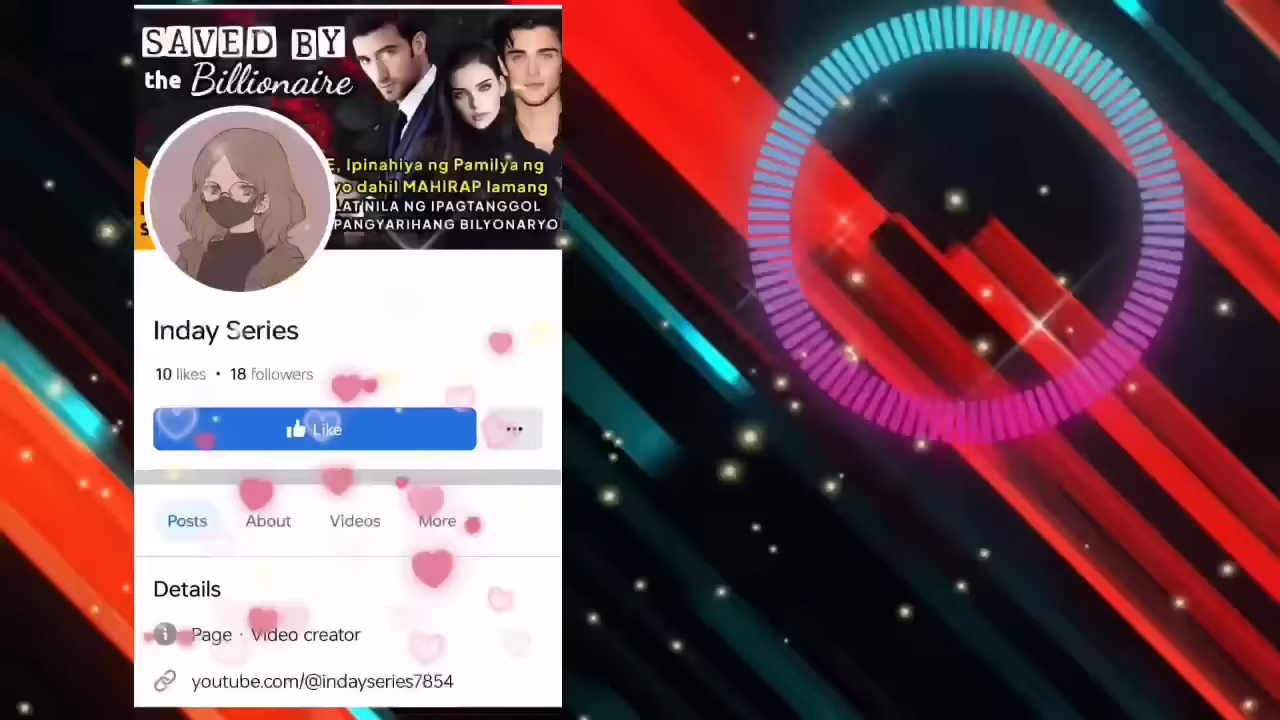 SAVED BY
the Billionaire
E, Ipinahiya ng Pamilya ng
yo dahil MAHIRAP lamang
LAT NILA NG IPAGTANGGOL
PANGYARIHANG BILYONARYO
Inday Series
10 likes • 18 followers
Like
Posts About Videos More
Details
Page · Video creator
youtube.com/@indayseries7854